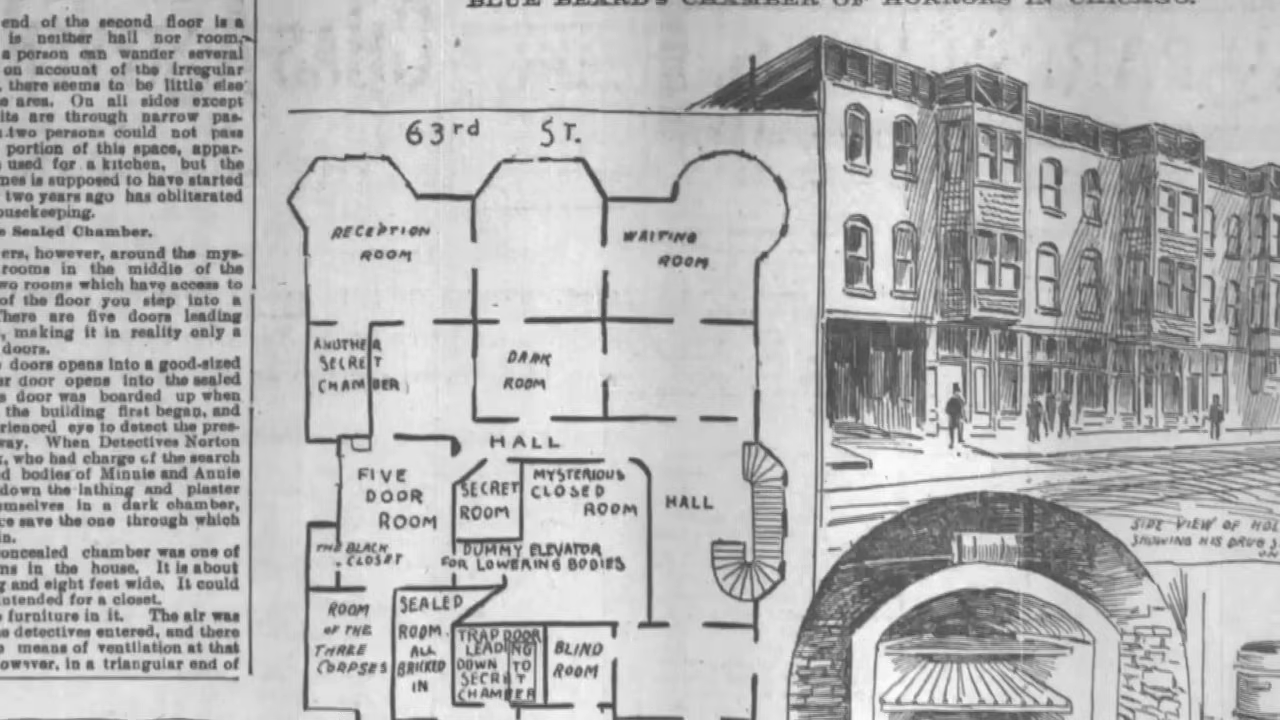 BLUE BEARD'S CHAMBER OF HORRORS IN CHICAGO.
end of the second floor is a
is neither hall nor room,
a person can wander several
on account of the irregular
there seems to be little else
area. On all sides except
its are through narrow pas-
two persons could not pass
portion of this space, appar-
used for a kitchen, but the
mes is supposed to have started
two years ago has obliterated
ousekeeping.
Sealed Chamber.
ers, however, around the mys-
rooms in the middle of the
wo rooms which have access to
of the floor you step into a
There are five doors leading
, making it in reality only a
doors.
doors opens into a good-sized
er door opens into the sealed
s door was boarded up when
the building first began, and
rienced eye to detect the pres-
way. When Detectives Norton
, who had charge of the search
d bodies of Minnie and Annie
down the lathing and plaster
emselves in a dark chamber,
ce save the one through which
in.
oncealed chamber was one of
ms in the house. It is about
g and eight feet wide. It could
ntended for a closet.
furniture in it. The air was
e detectives entered, and there
means of ventilation at that
owever, in a triangular end of
63rd ST.
RECEPTION
ROOM
WAITING
ROOM
ANOTHER
SECRET
CHAMBER
DARK
ROOM
HALL
FIVE
DOOR
ROOM
SECRET
ROOM
MYSTERIOUS
CLOSED
ROOM
HALL
THE BLACK
CLOSET
DUMMY ELEVATOR
FOR LOWERING BODIES
ROOM
OF THE
THREE
CORPSES
SEALED
ROOM
ALL
BRICKED
IN
TRAP DOOR
LEADING
DOWN TO
SECRET
CHAMBER
BLIND
ROOM
SIDE VIEW OF HOL
SHOWING HIS DRUG S